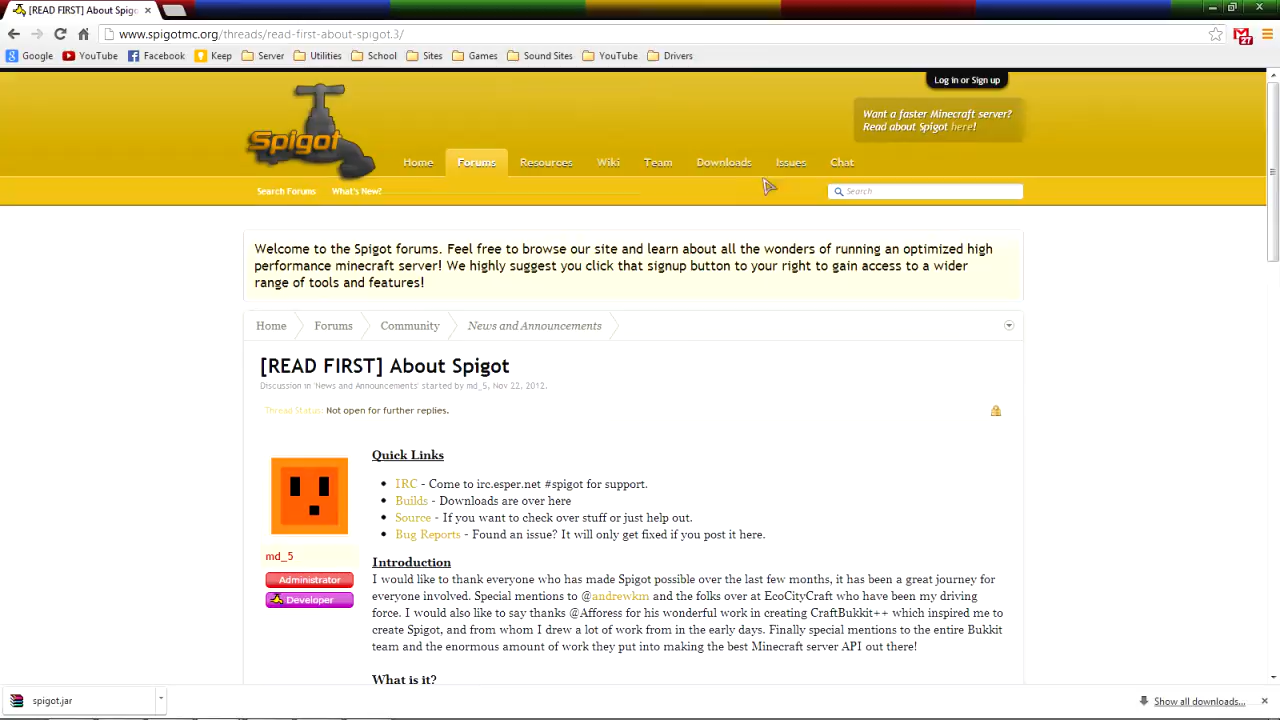 [READ FIRST] About Spigo
www.spigotmc.org/threads/read-first-about-spigot.3/
27
Google YouTube Facebook Keep Server Utilities School Sites Games Sound Sites YouTube Drivers
Log in or Sign up
Spigot
Want a faster Minecraft server?
Read about Spigot here!
Home Forums Resources Wiki Team Downloads Issues Chat
Search Forums What's New? Search
Welcome to the Spigot forums. Feel free to browse our site and learn about all the wonders of running an optimized high
performance minecraft server! We highly suggest you click that signup button to your right to gain access to a wider
range of tools and features!
Home Forums Community News and Announcements
[READ FIRST] About Spigot
Discussion in 'News and Announcements' started by md_5, Nov 22, 2012.
Thread Status: Not open for further replies.
Quick Links
IRC - Come to irc.esper.net #spigot for support.
Builds - Downloads are over here
Source - If you want to check over stuff or just help out.
Bug Reports - Found an issue? It will only get fixed if you post it here.
md_5
Administrator
Developer
Introduction
I would like to thank everyone who has made Spigot possible over the last few months, it has been a great journey for
everyone involved. Special mentions to @andrewkm and the folks over at EcoCityCraft who have been my driving
force. I would also like to say thanks @Afforess for his wonderful work in creating CraftBukkit++ which inspired me to
create Spigot, and from whom I drew a lot of work from in the early days. Finally special mentions to the entire Bukkit
team and the enormous amount of work they put into making the best Minecraft server API out there!
What is it?
spigot.jar
Show all downloads...